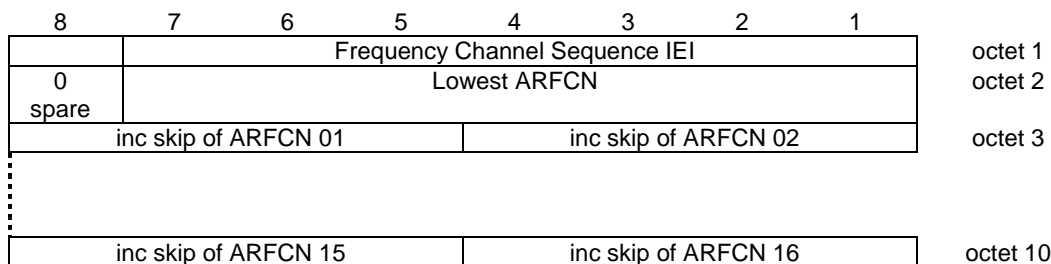 8 7 6 5 4 3 2 1
Frequency Channel Sequence IEI octet 1
0 Lowest ARFCN octet 2
spare
inc skip of ARFCN 01 inc skip of ARFCN 02 octet 3
inc skip of ARFCN 15 inc skip of ARFCN 16 octet 10